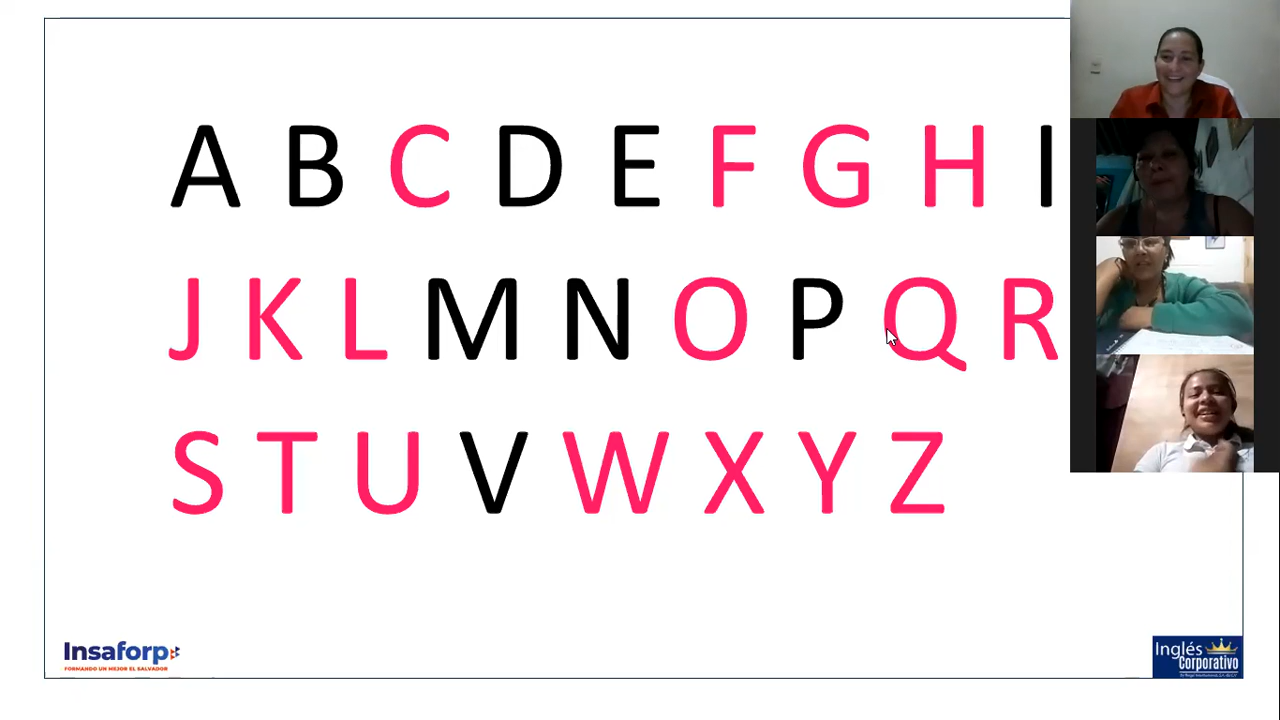 A B C D E F G H I
J K L M N O P Q R
S T U V W X Y Z
Insaforp
FORMANDO UN MEJOR EL SALVADOR
Inglés
Corporativo